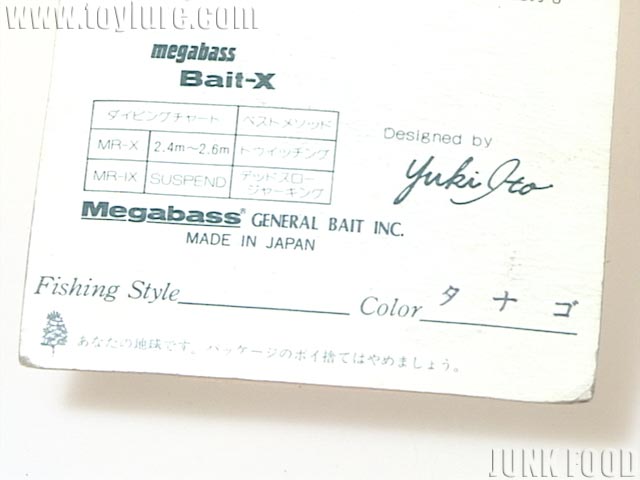 www.toylure.com
megabass
Bait-X
ダイビングチャート ベストメソッド
MR-X 2.4m〜2.6m トウイッチング
MR-IX SUSPEND デッドスロー
ジャーキング
Designed by
Yuki Ito
Megabass® GENERAL BAIT INC.
MADE IN JAPAN
Fishing Style Color タナゴ
あなたの地球です。パッケージのポイ捨てはやめましょう。
JUNK FOOD